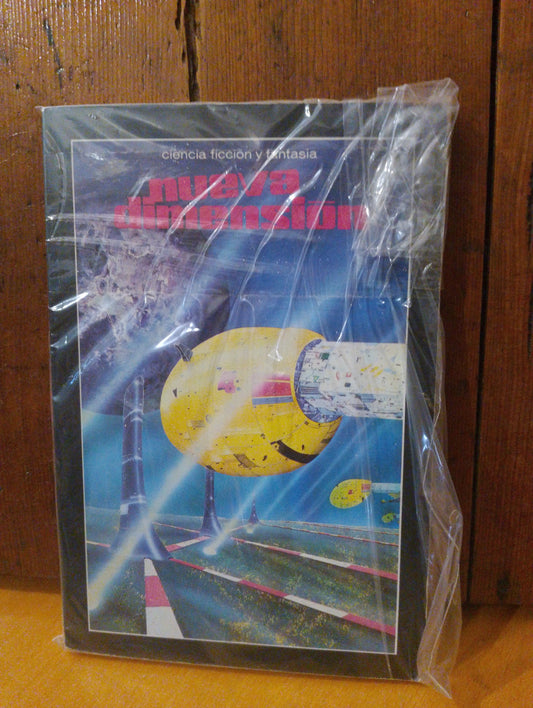 ciencia ficción y fantasia
nueva
dimensión